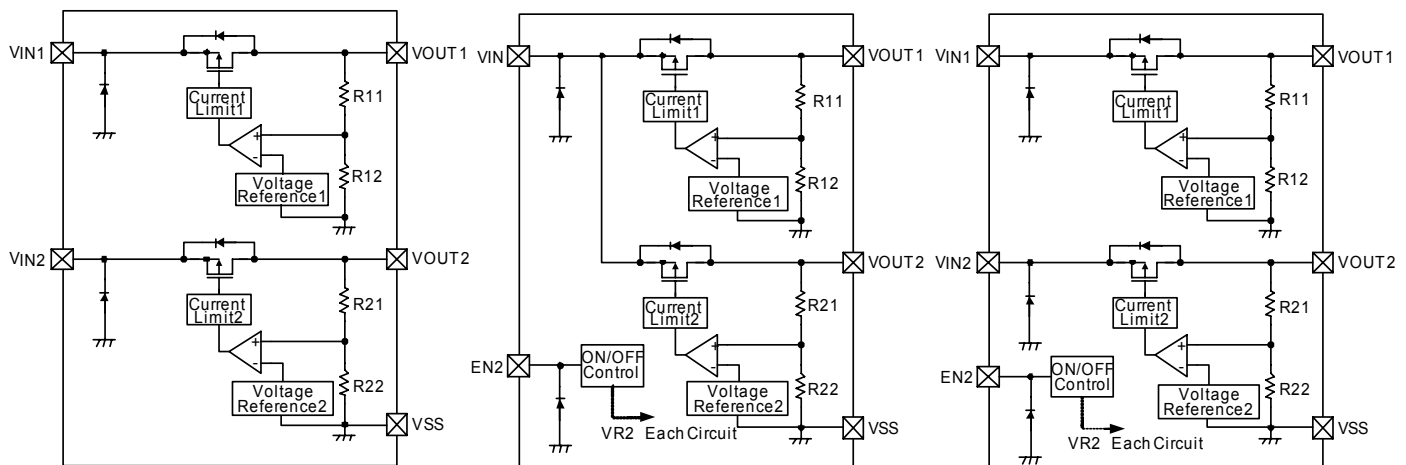 VIN1
VOUT1
R11
Current
Limit1
+
-
R12
Voltage
Reference1
VIN2
VOUT2
R21
Current
Limit2
+
-
R22
Voltage
Reference2
VSS
VIN
VOUT1
R11
Current
Limit1
+
-
R12
Voltage
Reference1
VOUT2
R21
Current
Limit2
+
-
EN2
ON/OFF
Control
R22
Voltage
Reference2
VR2 Each Circuit
VSS
VIN1
VOUT1
R11
Current
Limit1
+
-
R12
Voltage
Reference1
VIN2
VOUT2
R21
Current
Limit2
+
-
EN2
ON/OFF
Control
R22
Voltage
Reference2
VR2 Each Circuit
VSS